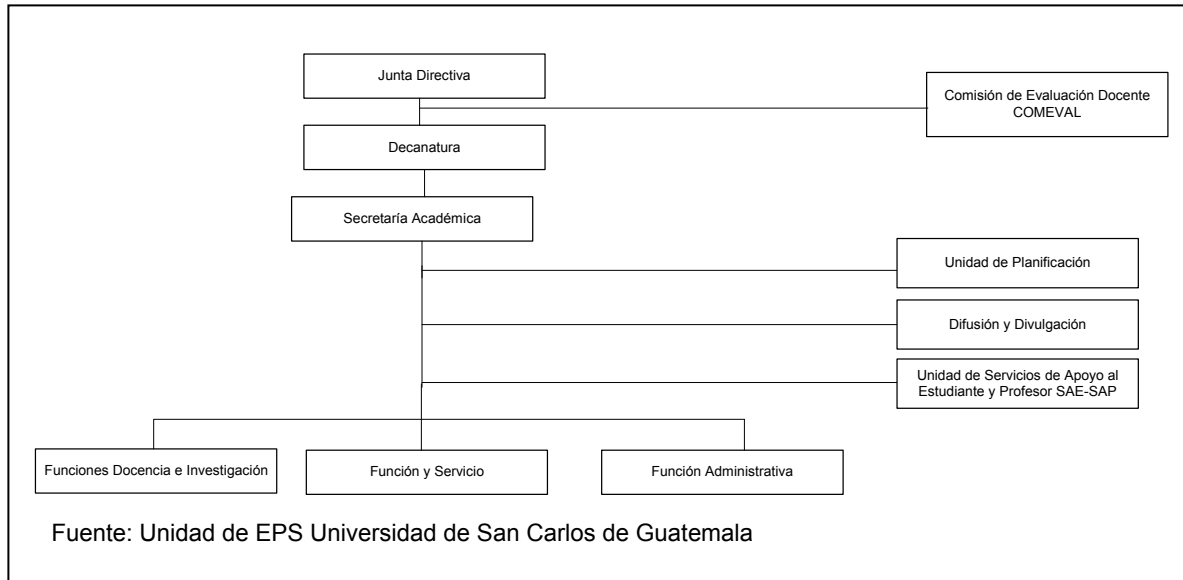 Junta Directiva
Comisión de Evaluación Docente
COMEVAL
Decanatura
Secretaría Académica
Unidad de Planificación
Difusión y Divulgación
Unidad de Servicios de Apoyo al
Estudiante y Profesor SAE-SAP
Funciones Docencia e Investigación
Función y Servicio
Función Administrativa
Fuente: Unidad de EPS Universidad de San Carlos de Guatemala